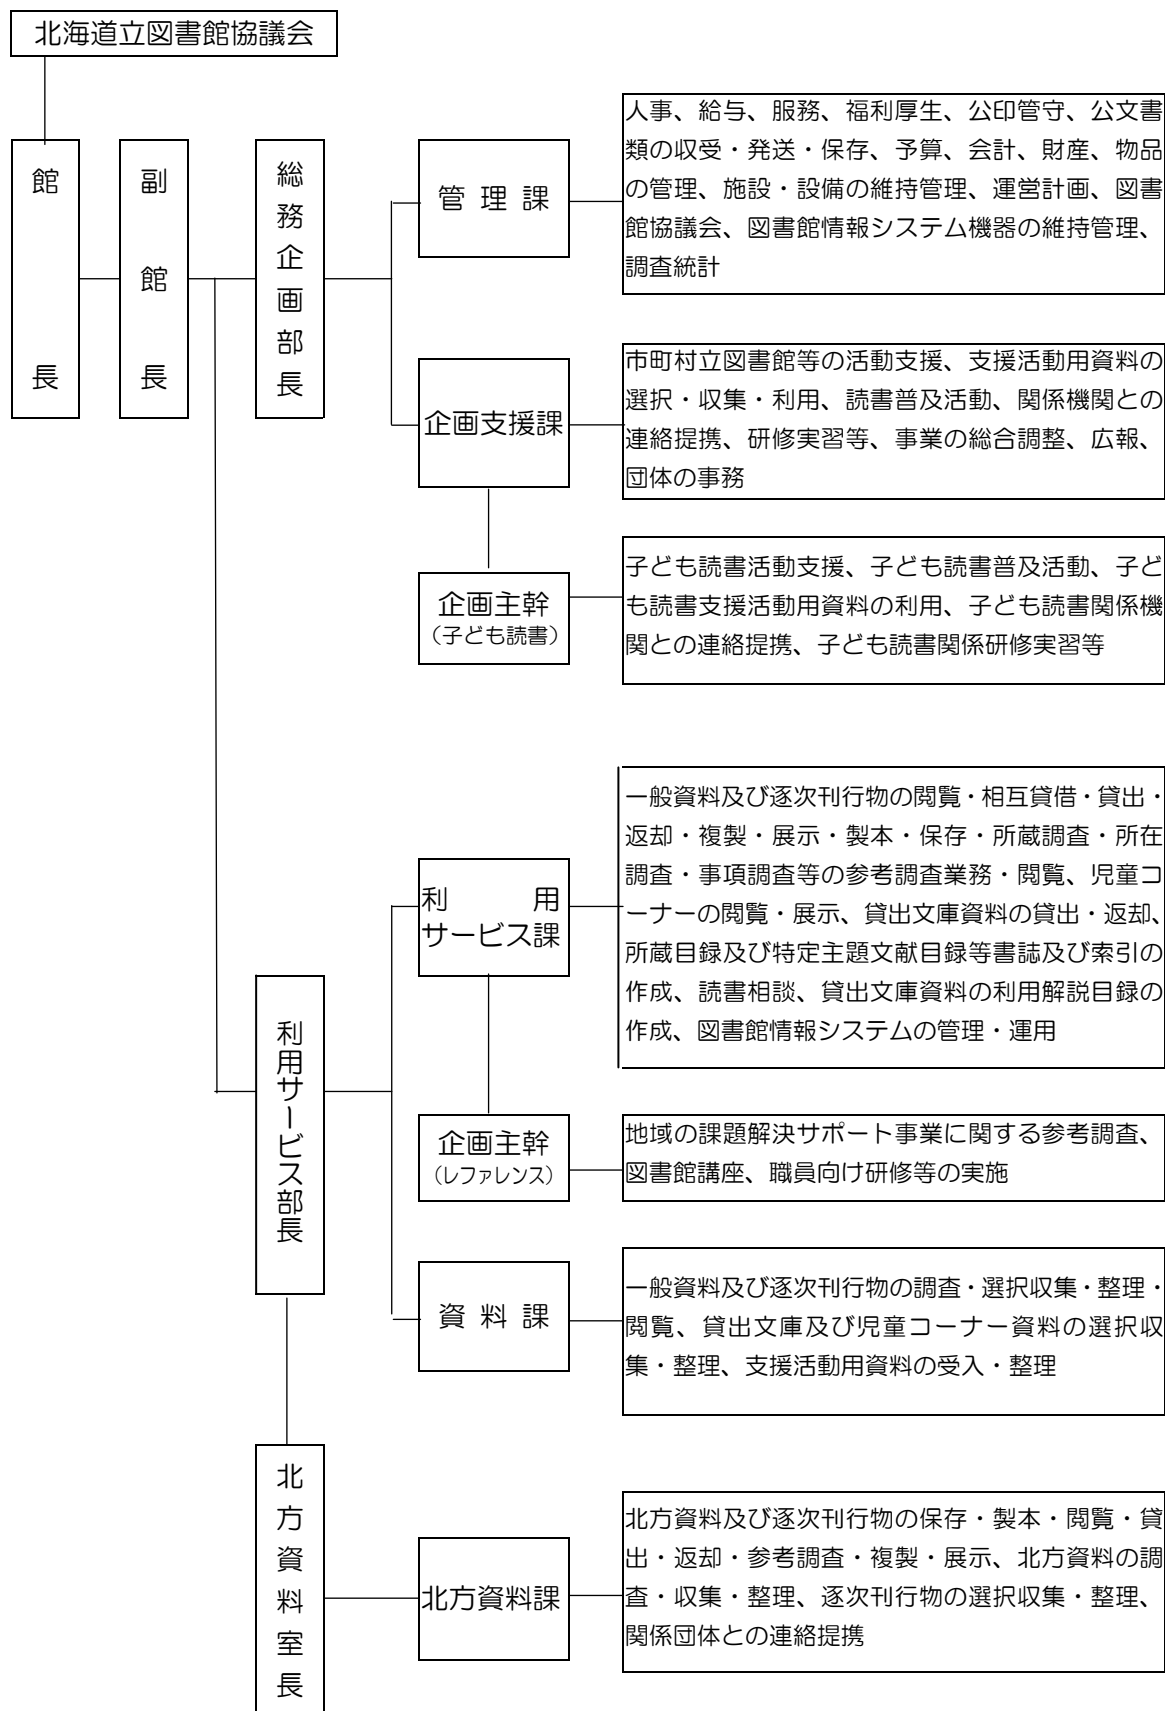 北海道立図書館協議会
館長
副館長
総務企画部長
管理課
人事、給与、服務、福利厚生、公印管守、公文書
類の収受・発送・保存、予算、会計、財産、物品
の管理、施設・設備の維持管理、運営計画、図書
館協議会、図書館情報システム機器の維持管理、
調査統計
企画支援課
市町村立図書館等の活動支援、支援活動用資料の
選択・収集・利用、読書普及活動、関係機関との
連絡提携、研修実習等、事業の総合調整、広報、
団体の事務
企画主幹
（子ども読書）
子ども読書活動支援、子ども読書普及活動、子ど
も読書支援活動用資料の利用、子ども読書関係機
関との連絡提携、子ども読書関係研修実習等
利用サービス部長
利用
サービス課
一般資料及び逐次刊行物の閲覧・相互貸借・貸出・
返却・複製・展示・製本・保存・所蔵調査・所在
調査・事項調査等の参考調査業務・閲覧、児童コ
ーナーの閲覧・展示、貸出文庫資料の貸出・返却、
所蔵目録及び特定主題文献目録等書誌及び索引の
作成、読書相談、貸出文庫資料の利用解説目録の
作成、図書館情報システムの管理・運用
企画主幹
（レファレンス）
地域の課題解決サポート事業に関する参考調査、
図書館講座、職員向け研修等の実施
資料課
一般資料及び逐次刊行物の調査・選択収集・整理・
閲覧、貸出文庫及び児童コーナー資料の選択収
集・整理、支援活動用資料の受入・整理
北方資料室長
北方資料課
北方資料及び逐次刊行物の保存・製本・閲覧・貸
出・返却・参考調査・複製・展示、北方資料の調
査・収集・整理、逐次刊行物の選択収集・整理、
関係団体との連絡提携